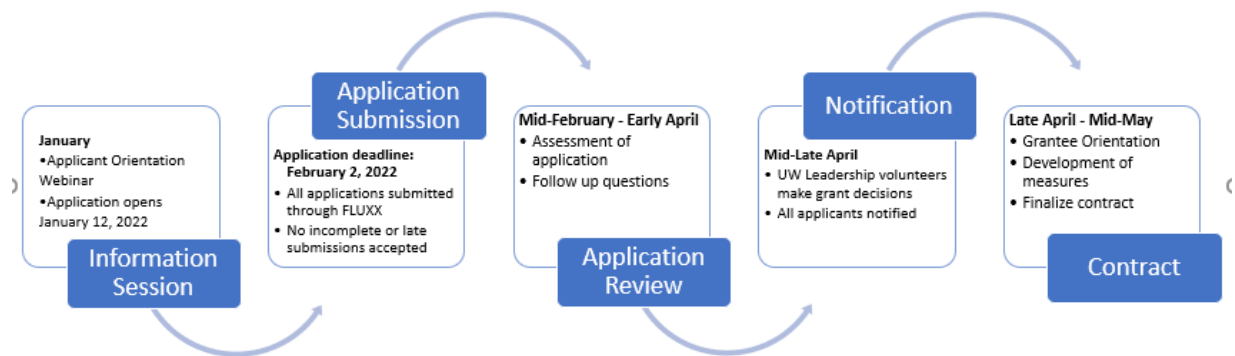 January
•Applicant Orientation
Webinar
•Application opens
January 12, 2022
Information
Session
Application
Submission
Application deadline:
February 2, 2022
• All applications submitted
through FLUXX
• No incomplete or late
submissions accepted
Mid-February - Early April
• Assessment of
application
• Follow up questions
Application
Review
Notification
Mid-Late April
• UW Leadership volunteers
make grant decisions
• All applicants notified
Late April - Mid-May
• Grantee Orientation
• Development of
measures
• Finalize contract
Contract